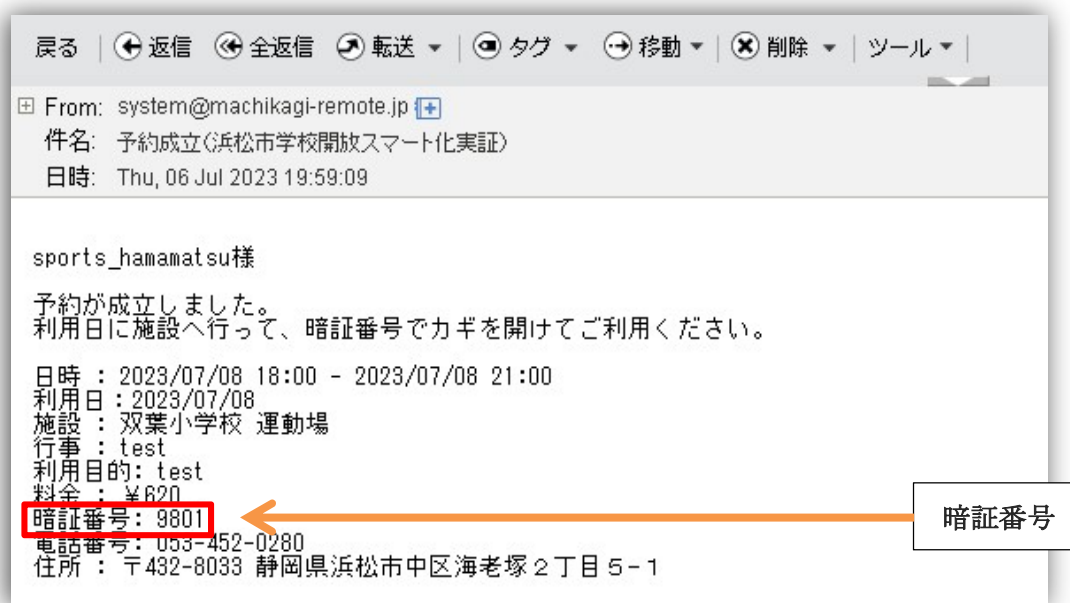 戻る 返信 全返信 転送 タグ 移動 削除 ツール
From: system@machikagi-remote.jp
件名: 予約成立(浜松市学校開放スマート化実証)
日時: Thu, 06 Jul 2023 19:59:09
sports_hamamatsu様
予約が成立しました。
利用日に施設へ行って、暗証番号でカギを開けてご利用ください。
日時 : 2023/07/08 18:00 - 2023/07/08 21:00
利用日:2023/07/08
施設 : 双葉小学校 運動場
行事 : test
利用目的: test
料金 : ¥620
暗証番号: 9801
暗証番号
電話番号: 053-452-0280
住所 : 〒432-8033 静岡県浜松市中区海老塚2丁目5-1